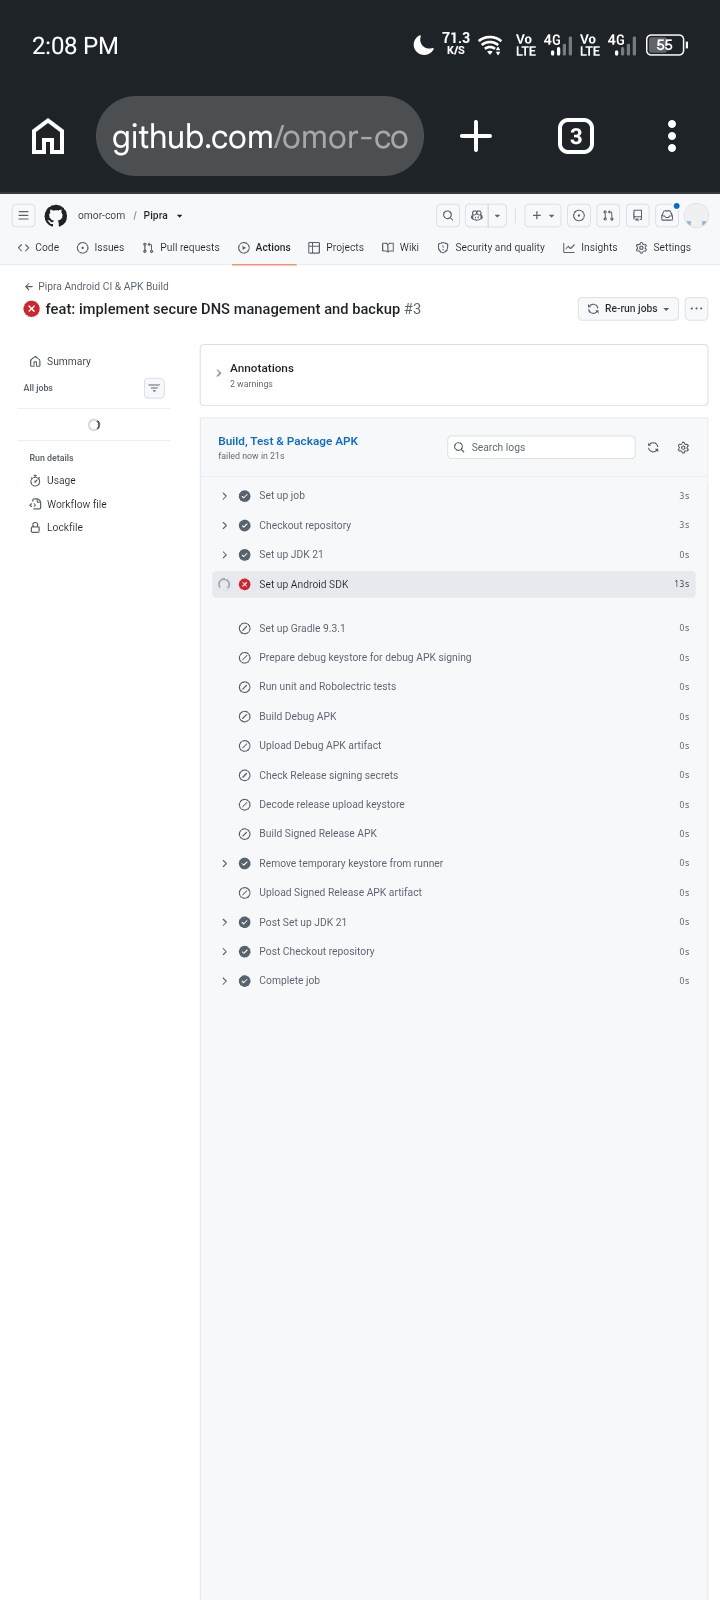 2:08 PM
71.3 K/S
Vo LTE 4G Vo LTE 4G 55
github.com/omor-co
3
omor-com / Pipra
Code Issues Pull requests Actions Projects Wiki Security and quality Insights Settings
Pipra Android CI & APK Build
feat: implement secure DNS management and backup #3
Re-run jobs
Summary
All jobs
Run details
Usage
Workflow file
Lockfile
Annotations
2 warnings
Build, Test & Package APK
failed now in 21s
Search logs
Set up job 3s
Checkout repository 3s
Set up JDK 21 0s
Set up Android SDK 13s
Set up Gradle 9.3.1 0s
Prepare debug keystore for debug APK signing 0s
Run unit and Robolectric tests 0s
Build Debug APK 0s
Upload Debug APK artifact 0s
Check Release signing secrets 0s
Decode release upload keystore 0s
Build Signed Release APK 0s
Remove temporary keystore from runner 0s
Upload Signed Release APK artifact 0s
Post Set up JDK 21 0s
Post Checkout repository 0s
Complete job 0s